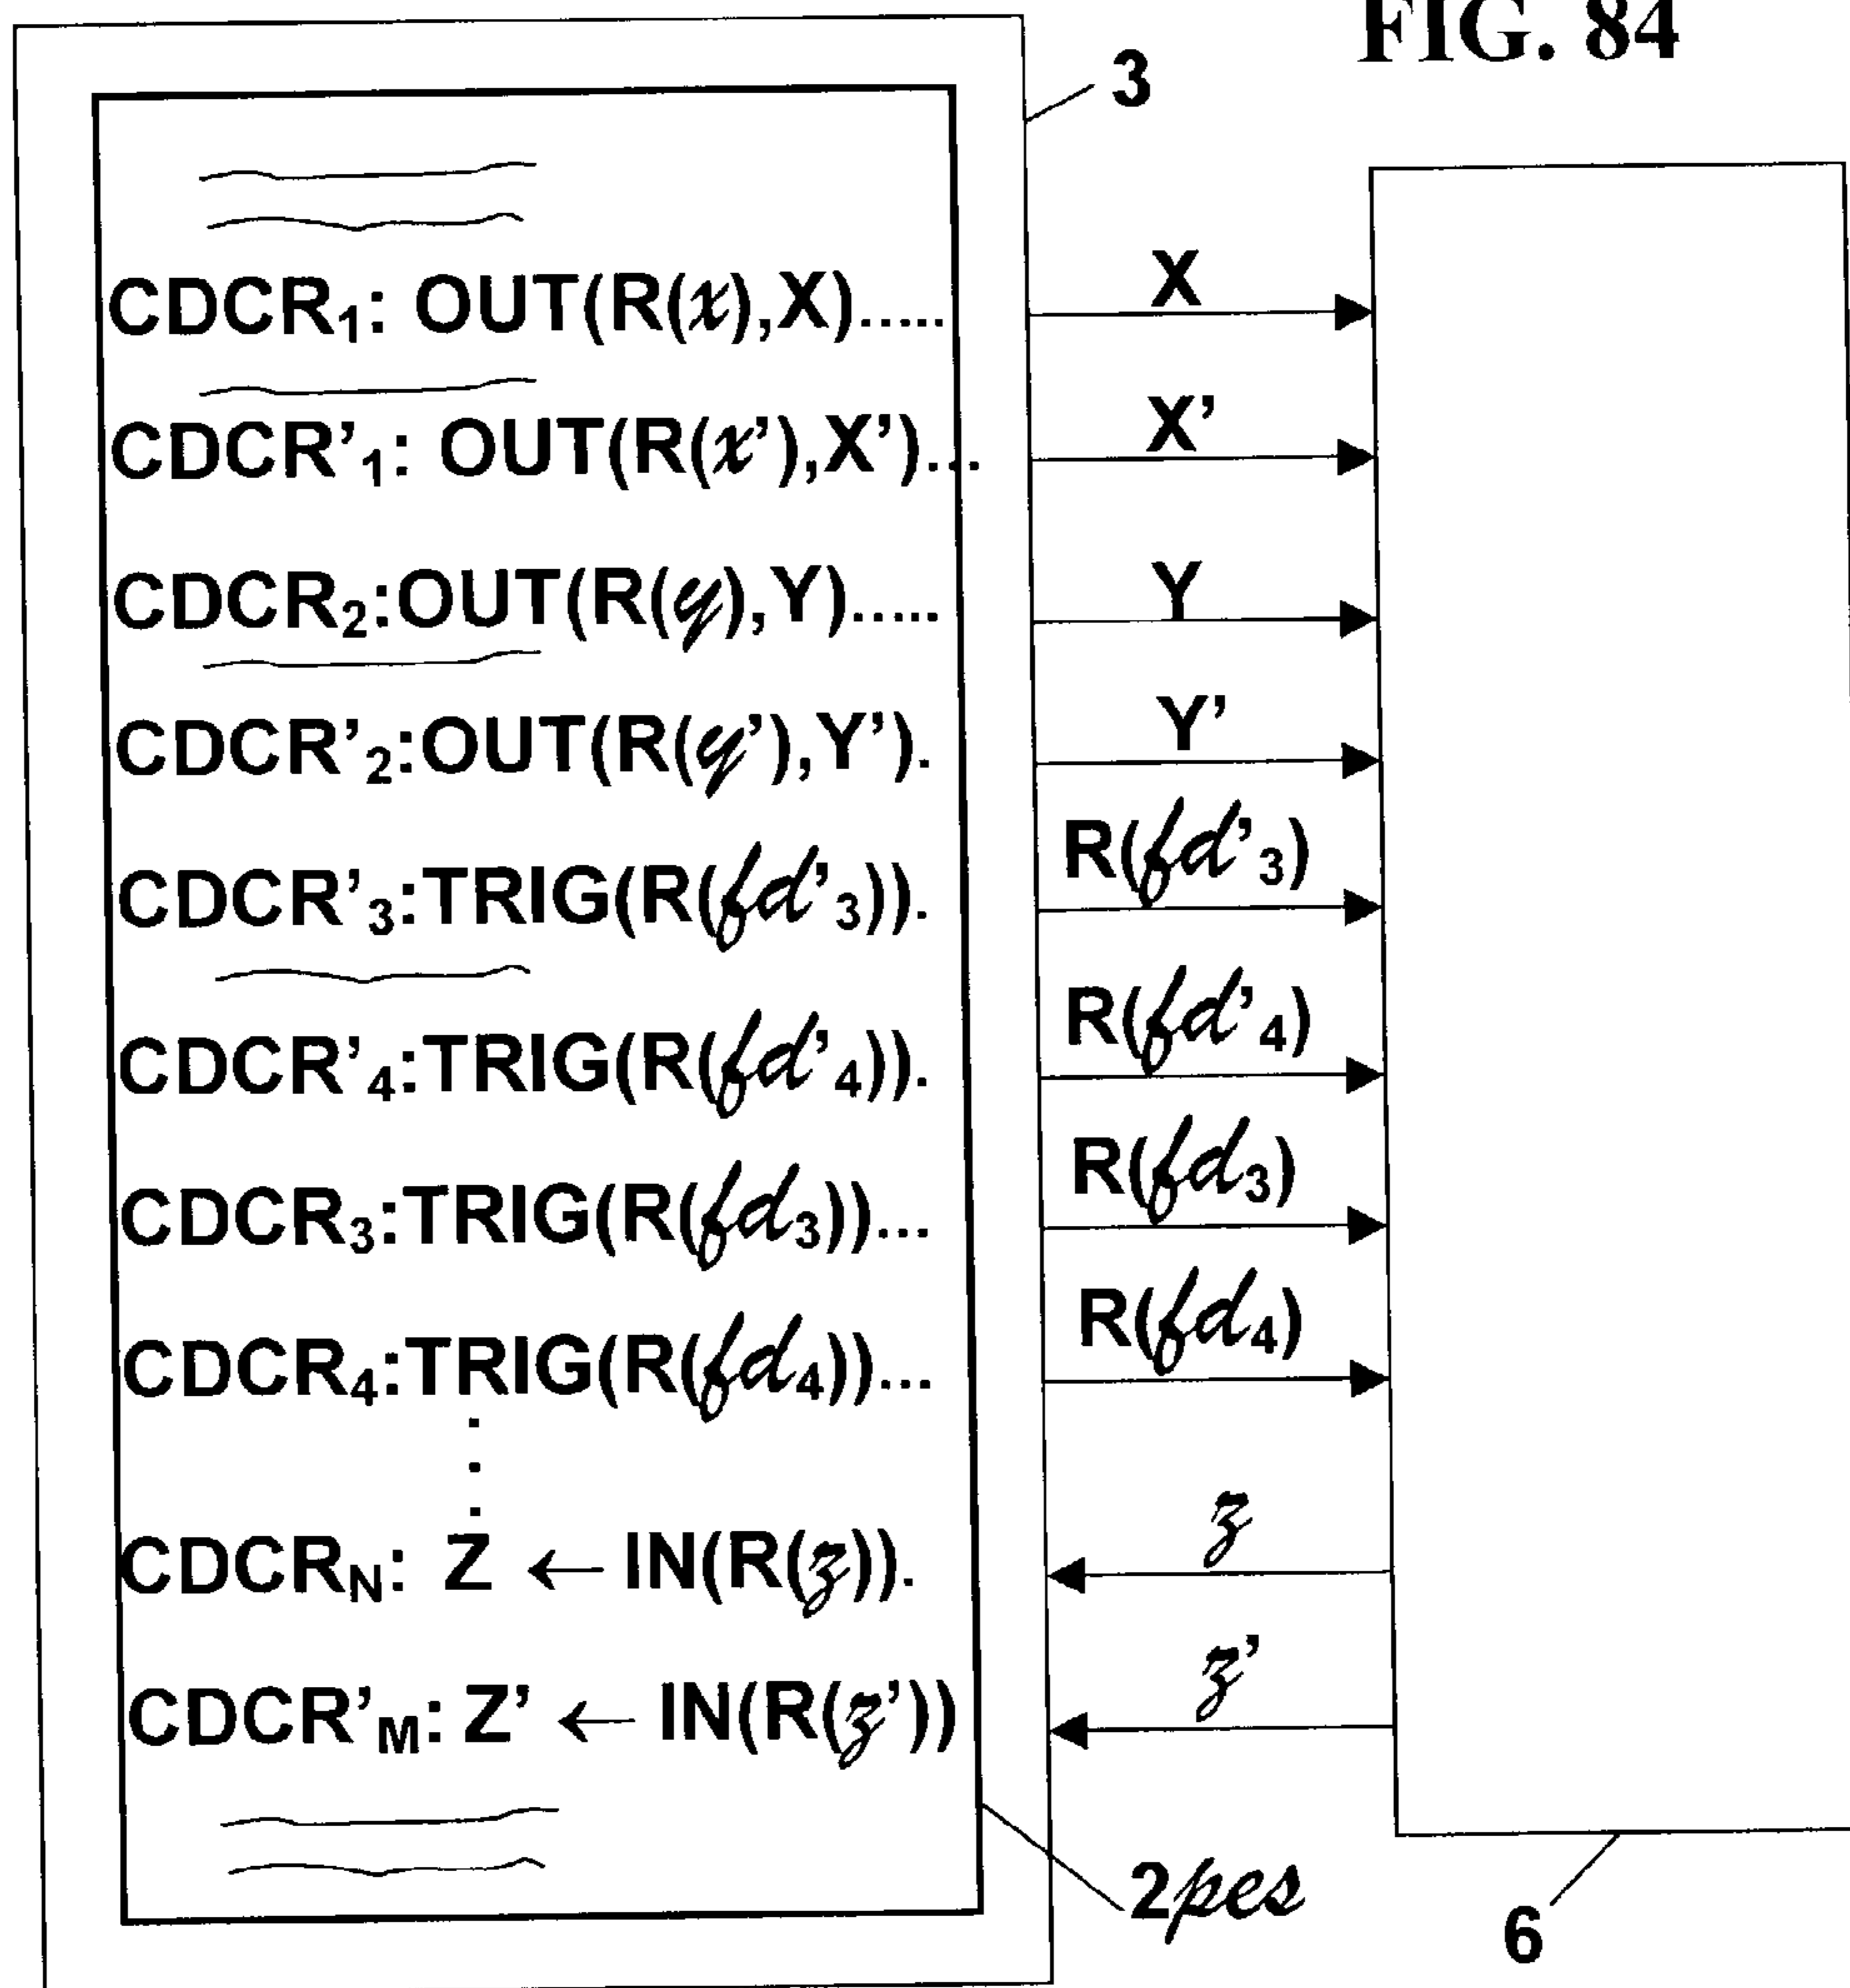 FIG. 84
3
CDCR₁: OUT(R(x),X).....
X
CDCR’₁: OUT(R(x’),X’)...
X’
CDCR₂:OUT(R(y),Y).....
Y
CDCR’₂:OUT(R(y’),Y’).
Y’
CDCR’₃:TRIG(R(fd’₃)).
R(fd’₃)
CDCR’₄:TRIG(R(fd’₄)).
R(fd’₄)
CDCR₃:TRIG(R(fd₃))...
R(fd₃)
CDCR₄:TRIG(R(fd₄))...
R(fd₄)
CDCR_N: Z ← IN(R(z)).
z
CDCR’_M: Z’ ← IN(R(z’))
z’
2pes
6